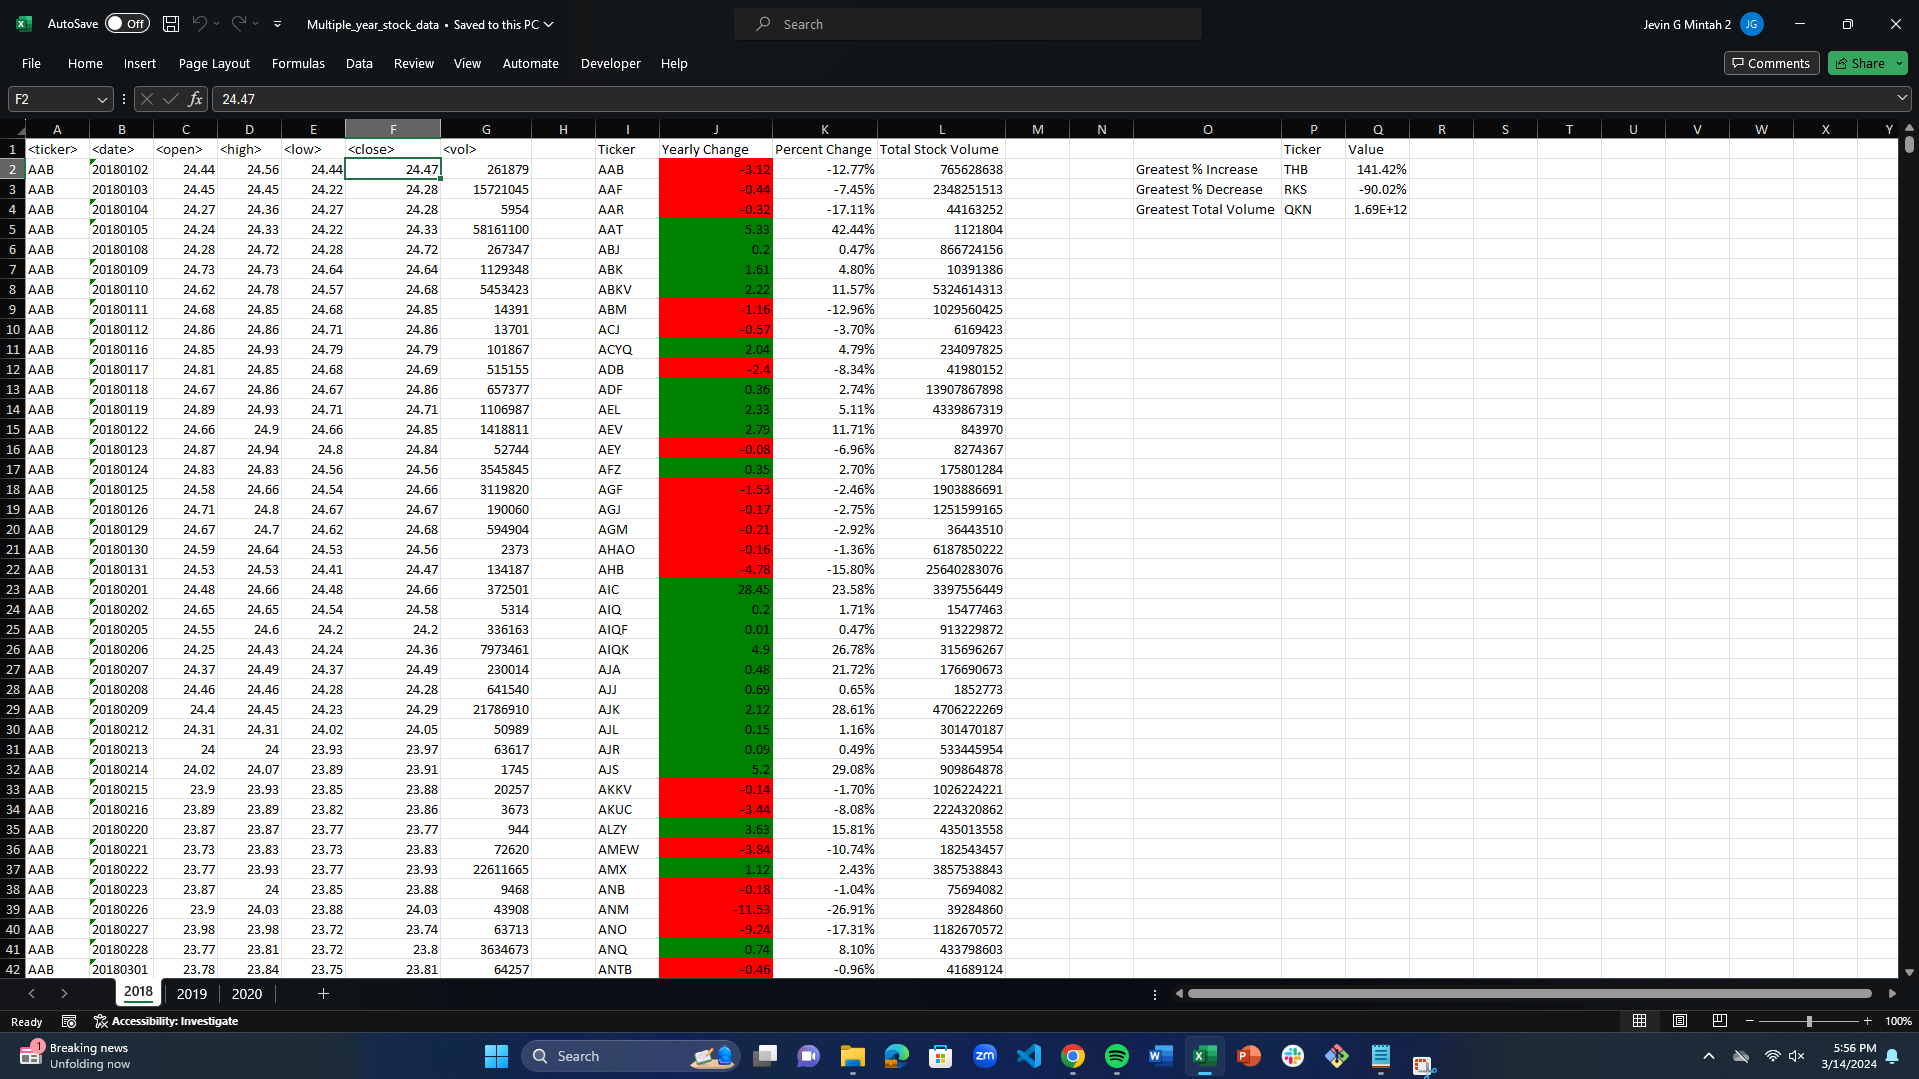 AutoSave Off Multiple_year_stock_data • Saved to this PC Search Jevin G Mintah 2 JG
File Home Insert Page Layout Formulas Data Review View Automate Developer Help Comments Share
F2 fx 24.47
A B C D E F G H I J K L M N O P Q R S T U V W X Y
1 <ticker> <date> <open> <high> <low> <close> <vol> Ticker Yearly Change Percent Change Total Stock Volume Ticker Value
2 AAB 20180102 24.44 24.56 24.44 24.47 261879 AAB -3.12 -12.77% 765628638 Greatest % Increase THB 141.42%
3 AAB 20180103 24.45 24.45 24.22 24.28 15721045 AAF -0.44 -7.45% 2348251513 Greatest % Decrease RKS -90.02%
4 AAB 20180104 24.27 24.36 24.27 24.28 5954 AAR -0.32 -17.11% 44163252 Greatest Total Volume QKN 1.69E+12
5 AAB 20180105 24.24 24.33 24.22 24.33 58161100 AAT 5.33 42.44% 1121804
6 AAB 20180108 24.28 24.72 24.28 24.72 267347 ABJ 0.2 0.47% 866724156
7 AAB 20180109 24.73 24.73 24.64 24.64 1129348 ABK 1.61 4.80% 10391386
8 AAB 20180110 24.62 24.78 24.57 24.68 5453423 ABKV 2.22 11.57% 5324614313
9 AAB 20180111 24.68 24.85 24.68 24.85 14391 ABM -1.16 -12.96% 1029560425
10 AAB 20180112 24.86 24.86 24.71 24.86 13701 ACJ -0.57 -3.70% 6169423
11 AAB 20180116 24.85 24.93 24.79 24.79 101867 ACYQ 2.04 4.79% 234097825
12 AAB 20180117 24.81 24.85 24.68 24.69 515155 ADB -2.4 -8.34% 41980152
13 AAB 20180118 24.67 24.86 24.67 24.86 657377 ADF 0.36 2.74% 13907867898
14 AAB 20180119 24.89 24.93 24.71 24.71 1106987 AEL 2.33 5.11% 4339867319
15 AAB 20180122 24.66 24.9 24.66 24.85 1418811 AEV 2.79 11.71% 843970
16 AAB 20180123 24.87 24.94 24.8 24.84 52744 AEY -0.08 -6.96% 8274367
17 AAB 20180124 24.83 24.83 24.56 24.56 3545845 AFZ 0.35 2.70% 175801284
18 AAB 20180125 24.58 24.66 24.54 24.66 3119820 AGF -1.53 -2.46% 1903886691
19 AAB 20180126 24.71 24.8 24.67 24.67 190060 AGJ -0.17 -2.75% 1251599165
20 AAB 20180129 24.67 24.7 24.62 24.68 594904 AGM -0.21 -2.92% 36443510
21 AAB 20180130 24.59 24.64 24.53 24.56 2373 AHAO -0.16 -1.36% 6187850222
22 AAB 20180131 24.53 24.53 24.41 24.47 134187 AHB -4.78 -15.80% 25640283076
23 AAB 20180201 24.48 24.66 24.48 24.66 372501 AIC 28.45 23.58% 3397556449
24 AAB 20180202 24.65 24.65 24.54 24.58 5314 AIQ 0.2 1.71% 15477463
25 AAB 20180205 24.55 24.6 24.2 24.2 336163 AIQF 0.01 0.47% 913229872
26 AAB 20180206 24.25 24.43 24.24 24.36 7973461 AIQK 4.9 26.78% 315696267
27 AAB 20180207 24.37 24.49 24.37 24.49 230014 AJA 0.48 21.72% 176690673
28 AAB 20180208 24.46 24.46 24.28 24.28 641540 AJJ 0.69 0.65% 1852773
29 AAB 20180209 24.4 24.45 24.23 24.29 21786910 AJK 2.12 28.61% 4706222269
30 AAB 20180212 24.31 24.31 24.02 24.05 50989 AJL 0.15 1.16% 301470187
31 AAB 20180213 24 24 23.93 23.97 63617 AJR 0.09 0.49% 533445954
32 AAB 20180214 24.02 24.07 23.89 23.91 1745 AJS 5.2 29.08% 909864878
33 AAB 20180215 23.9 23.93 23.85 23.88 20257 AKKV -0.14 -1.70% 1026224221
34 AAB 20180216 23.89 23.89 23.82 23.86 3673 AKUC -3.44 -8.08% 2224320862
35 AAB 20180220 23.87 23.87 23.77 23.77 944 ALZY 3.63 15.81% 435013558
36 AAB 20180221 23.73 23.83 23.73 23.83 72620 AMEW -3.84 -10.74% 182543457
37 AAB 20180222 23.77 23.93 23.77 23.93 22611665 AMX 1.12 2.43% 3857538843
38 AAB 20180223 23.87 24 23.85 23.88 9468 ANB -0.18 -1.04% 75694082
39 AAB 20180226 23.9 24.03 23.88 24.03 43908 ANM -11.53 -26.91% 39284860
40 AAB 20180227 23.98 23.98 23.72 23.74 63713 ANO -9.24 -17.31% 1182670572
41 AAB 20180228 23.77 23.81 23.72 23.8 3634673 ANQ 0.74 8.10% 433798603
42 AAB 20180301 23.78 23.84 23.75 23.81 64257 ANTB -0.46 -0.96% 41689124
2018 2019 2020
Ready Accessibility: Investigate 100%
1 Breaking news
Unfolding now
Search
zm
5:56 PM
3/14/2024